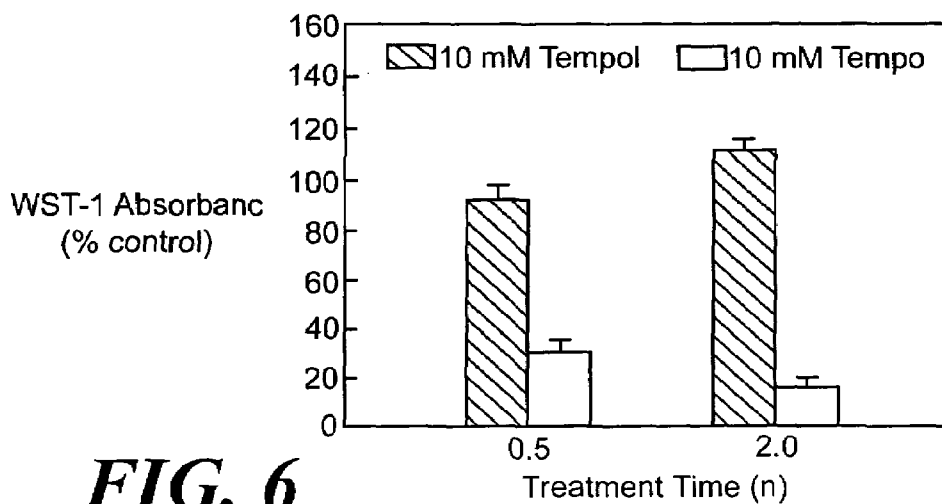 160
10 mM Tempol 10 mM Tempo
140
120
100
80
60
40
20
0
WST-1 Absorbanc
(% control)
0.5 2.0
Treatment Time (n)
FIG. 6